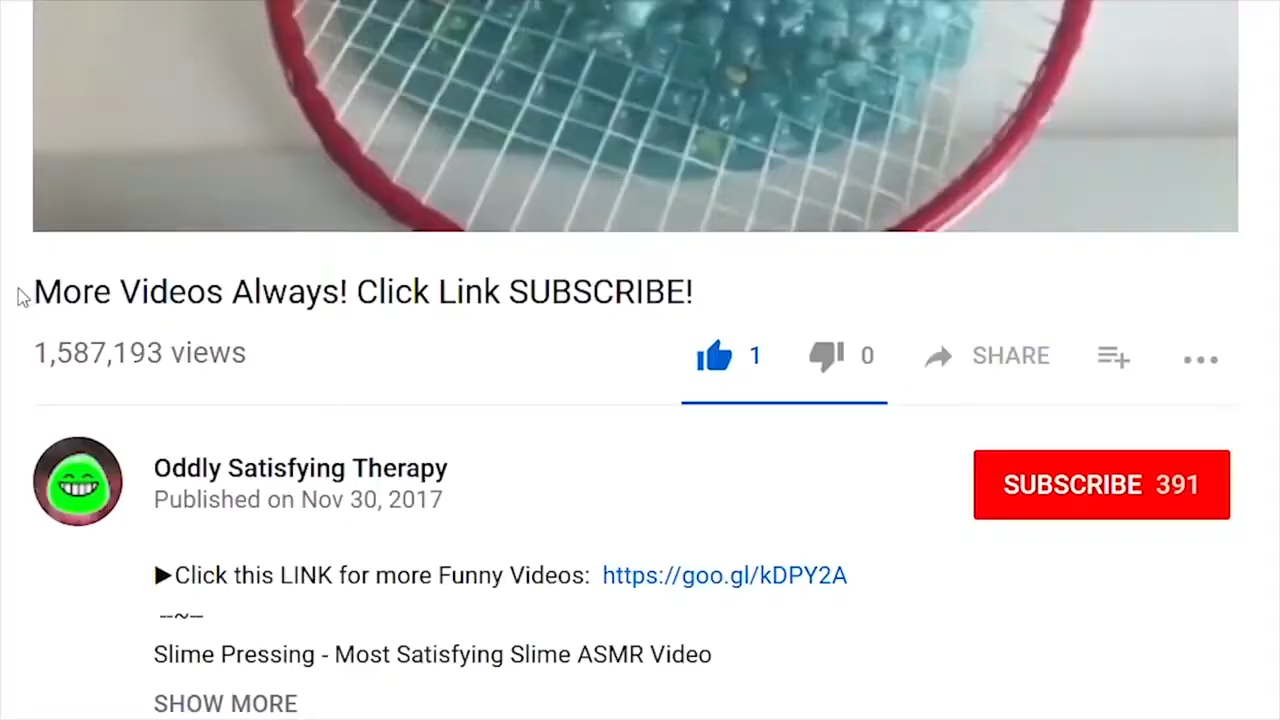 More Videos Always! Click Link SUBSCRIBE!
1,587,193 views
1 0 SHARE
Oddly Satisfying Therapy
Published on Nov 30, 2017
SUBSCRIBE 391
►Click this LINK for more Funny Videos: https://goo.gl/kDPY2A
--~--
Slime Pressing - Most Satisfying Slime ASMR Video
SHOW MORE